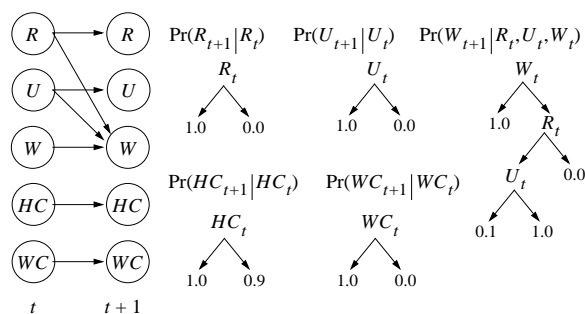 R R
U U
W W
HC HC
WC WC
t t + 1
Pr(R_{t+1}|R_t)
R_t
1.0 0.0
Pr(U_{t+1}|U_t)
U_t
1.0 0.0
Pr(W_{t+1}|R_t,U_t,W_t)
W_t
1.0 R_t
U_t 0.0
0.1 1.0
Pr(HC_{t+1}|HC_t)
HC_t
1.0 0.9
Pr(WC_{t+1}|WC_t)
WC_t
1.0 0.0